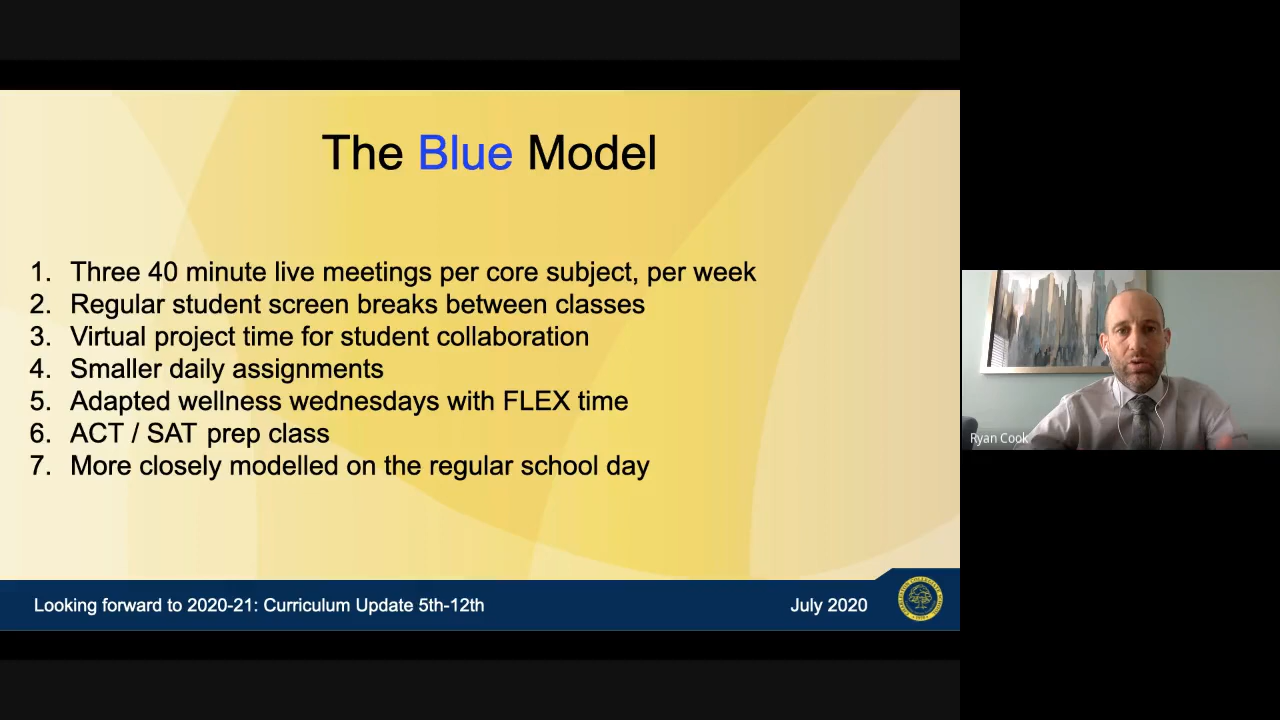 The Blue Model
1. Three 40 minute live meetings per core subject, per week
2. Regular student screen breaks between classes
3. Virtual project time for student collaboration
4. Smaller daily assignments
5. Adapted wellness wednesdays with FLEX time
6. ACT / SAT prep class
7. More closely modelled on the regular school day
Ryan Cook
Looking forward to 2020-21: Curriculum Update 5th-12th
July 2020